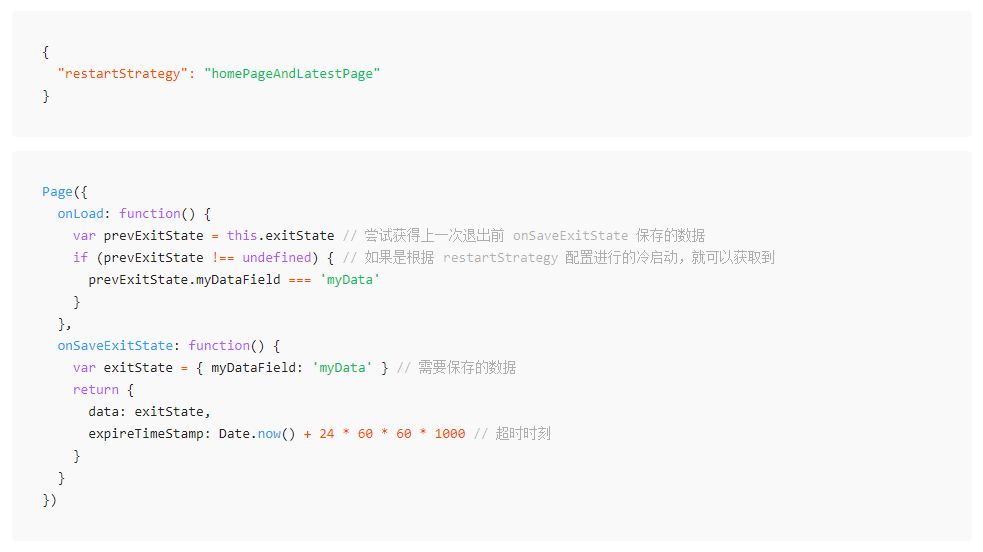 {
  "restartStrategy": "homePageAndLatestPage"
}
Page({
  onLoad: function() {
    var prevExitState = this.exitState // 尝试获得上一次退出前 onSaveExitState 保存的数据
    if (prevExitState !== undefined) { // 如果是根据 restartStrategy 配置进行的冷启动，就可以获取到
      prevExitState.myDataField === 'myData'
    }
  },
  onSaveExitState: function() {
    var exitState = { myDataField: 'myData' } // 需要保存的数据
    return {
      data: exitState,
      expireTimeStamp: Date.now() + 24 * 60 * 60 * 1000 // 超时时刻
    }
  }
})